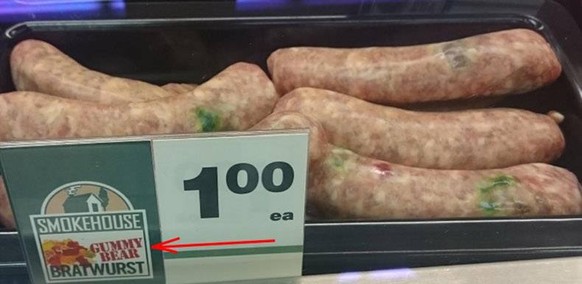 SMOKEHOUSE
GUMMY
BEAR
BRATWURST
1.00
ea